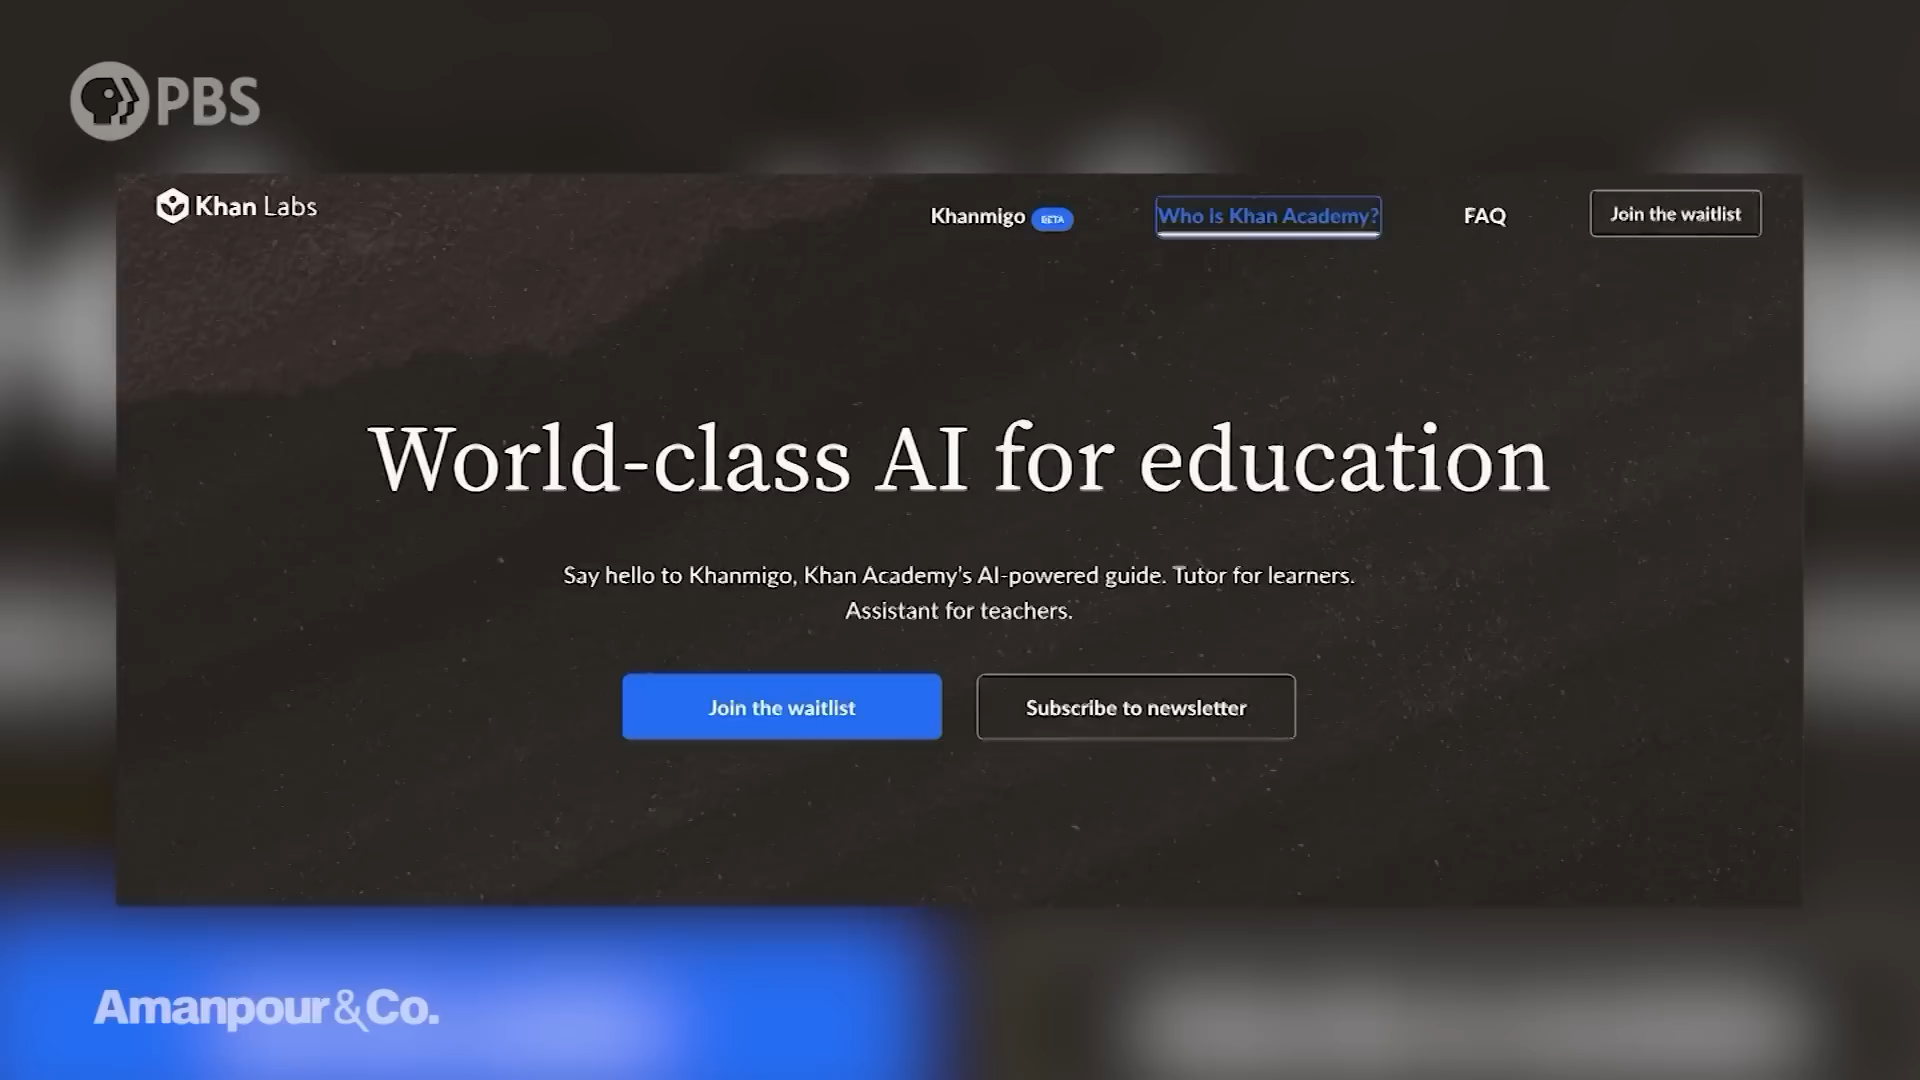 PBS
Khan Labs
Khanmigo BETA
Who is Khan Academy?
FAQ
Join the waitlist
World-class AI for education
Say hello to Khanmigo, Khan Academy's AI-powered guide. Tutor for learners.
Assistant for teachers.
Join the waitlist
Subscribe to newsletter
Amanpour&Co.